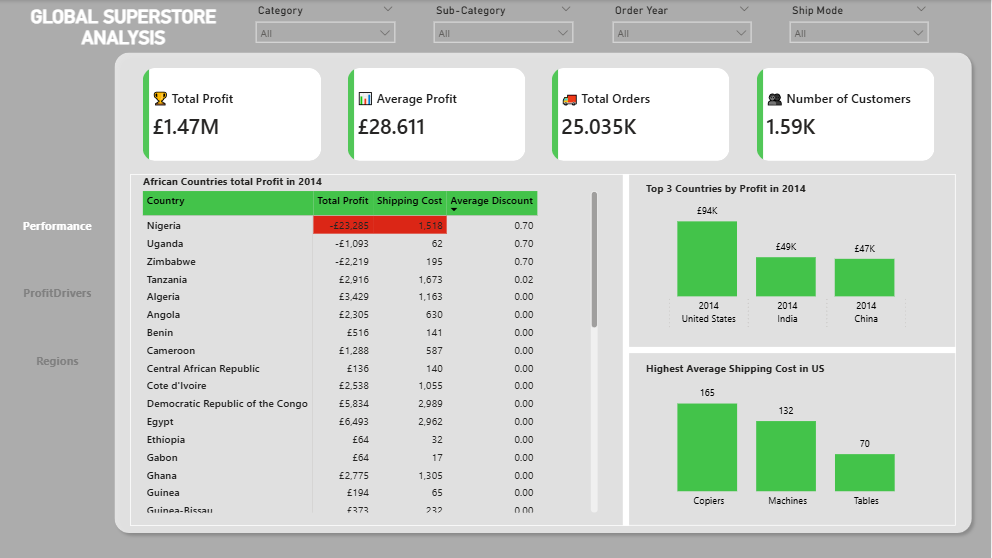 GLOBAL SUPERSTORE
ANALYSIS
Category
Sub-Category
Order Year
Ship Mode
All
All
All
All
🏆 Total Profit
£1.47M
📊 Average Profit
£28.611
🚚 Total Orders
25.035K
👥 Number of Customers
1.59K
Performance
ProfitDrivers
Regions
African Countries total Profit in 2014
Country Total Profit Shipping Cost Average Discount
Nigeria -£23,285 1,518 0.70
Uganda -£1,093 62 0.70
Zimbabwe -£2,219 195 0.70
Tanzania £2,916 1,673 0.02
Algeria £3,429 1,163 0.00
Angola £2,305 630 0.00
Benin £516 141 0.00
Cameroon £1,288 587 0.00
Central African Republic £136 140 0.00
Cote d'Ivoire £2,538 1,055 0.00
Democratic Republic of the Congo £5,834 2,989 0.00
Egypt £6,493 2,962 0.00
Ethiopia £64 32 0.00
Gabon £64 17 0.00
Ghana £2,775 1,305 0.00
Guinea £194 65 0.00
Guinea-Bissau £373 232 0.00
Top 3 Countries by Profit in 2014
£94K
£49K
£47K
2014 2014 2014
United States India China
Highest Average Shipping Cost in US
165
132
70
Copiers Machines Tables